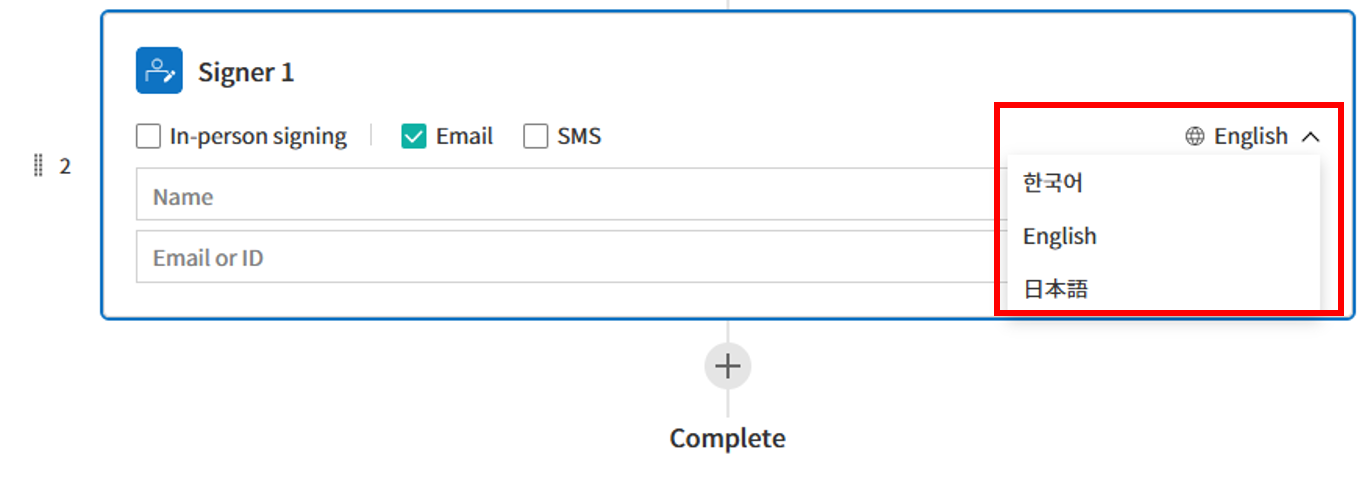 Signer 1
In-person signing
Email
SMS
English
2
Name
Email or ID
한국어
English
日本語
Complete